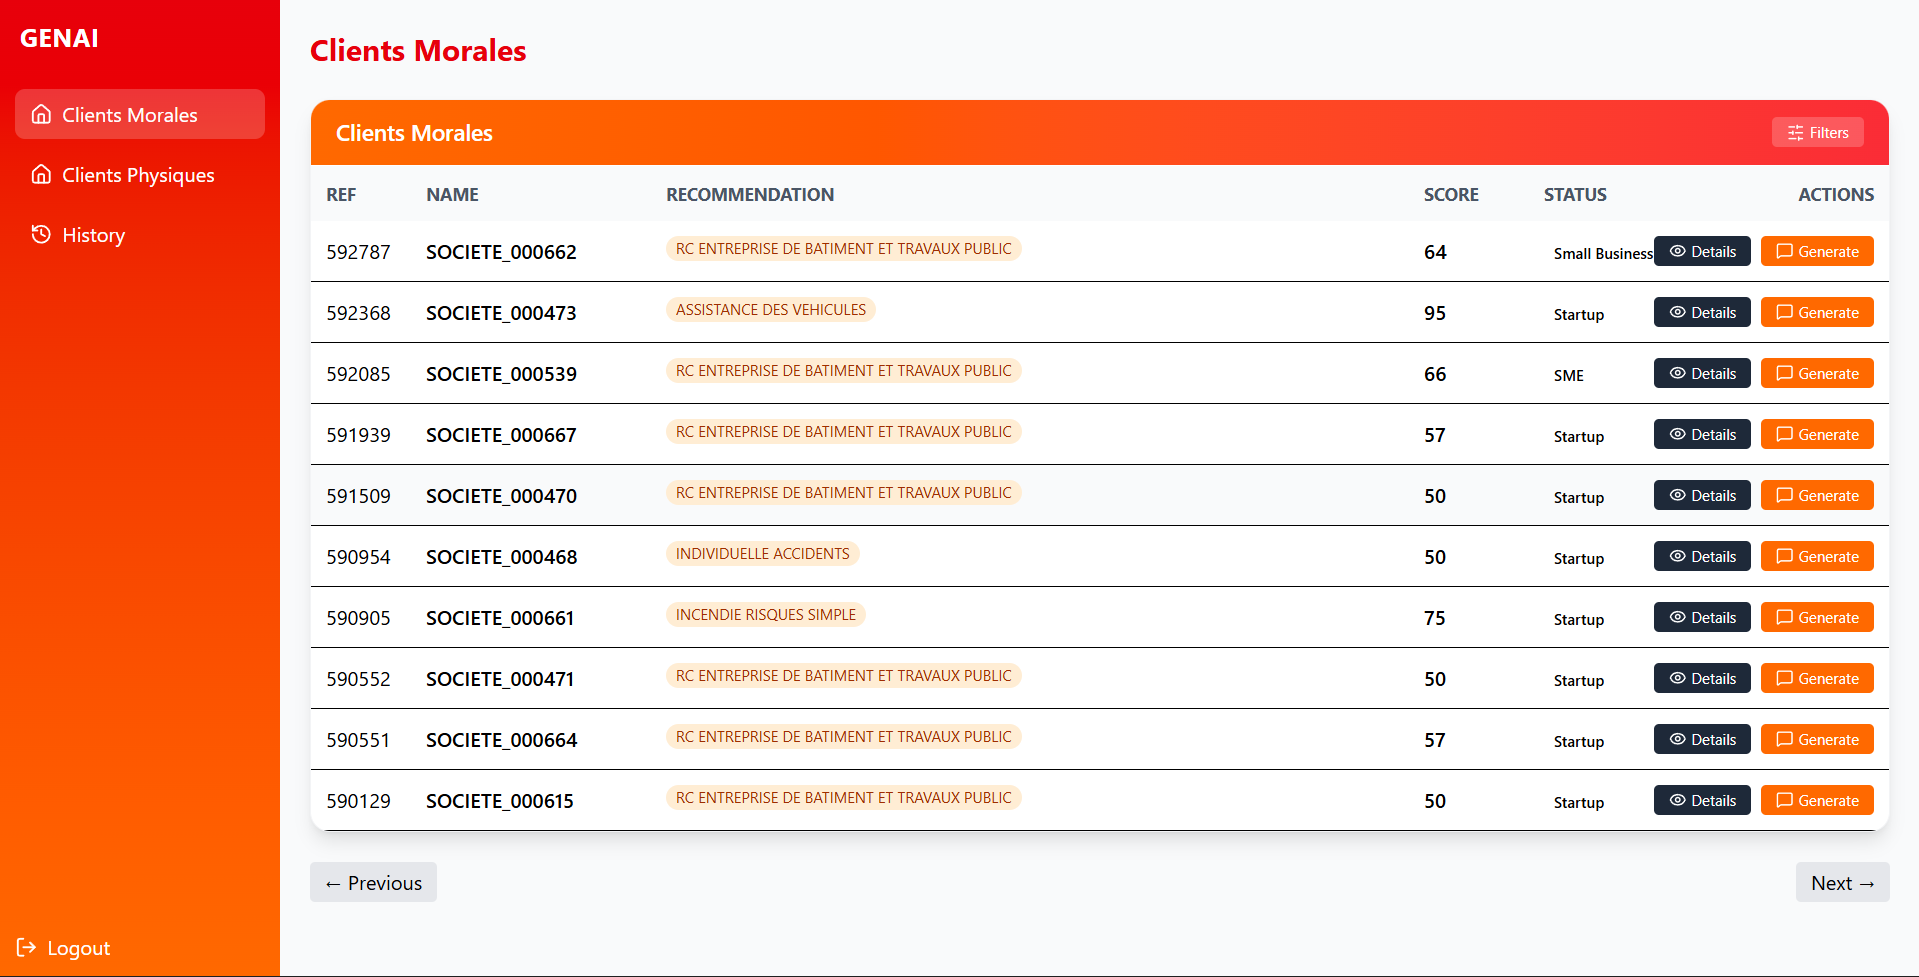 GENAI
Clients Morales
Clients Physiques
History
Logout
Clients Morales
Clients Morales
Filters
REF NAME RECOMMENDATION SCORE STATUS ACTIONS
592787 SOCIETE_000662 RC ENTREPRISE DE BATIMENT ET TRAVAUX PUBLIC 64 Small Business Details Generate
592368 SOCIETE_000473 ASSISTANCE DES VEHICULES 95 Startup Details Generate
592085 SOCIETE_000539 RC ENTREPRISE DE BATIMENT ET TRAVAUX PUBLIC 66 SME Details Generate
591939 SOCIETE_000667 RC ENTREPRISE DE BATIMENT ET TRAVAUX PUBLIC 57 Startup Details Generate
591509 SOCIETE_000470 RC ENTREPRISE DE BATIMENT ET TRAVAUX PUBLIC 50 Startup Details Generate
590954 SOCIETE_000468 INDIVIDUELLE ACCIDENTS 50 Startup Details Generate
590905 SOCIETE_000661 INCENDIE RISQUES SIMPLE 75 Startup Details Generate
590552 SOCIETE_000471 RC ENTREPRISE DE BATIMENT ET TRAVAUX PUBLIC 50 Startup Details Generate
590551 SOCIETE_000664 RC ENTREPRISE DE BATIMENT ET TRAVAUX PUBLIC 57 Startup Details Generate
590129 SOCIETE_000615 RC ENTREPRISE DE BATIMENT ET TRAVAUX PUBLIC 50 Startup Details Generate
← Previous
Next →